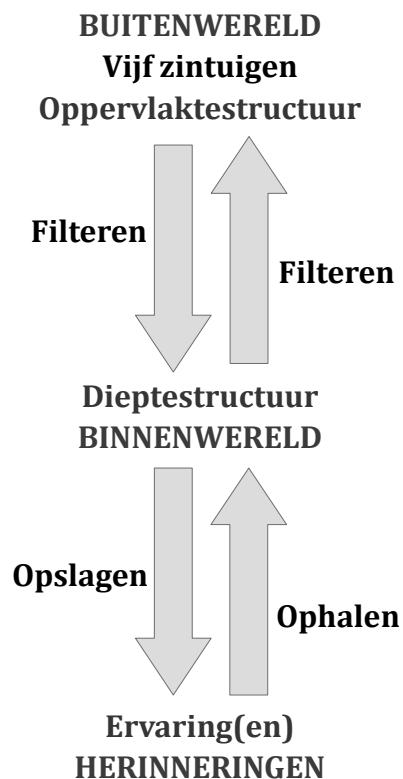 BUITENWERELD
Vijf zintuigen
Oppervlaktestructuur
Filteren
Filteren
Dieptestructuur
BINNENWERELD
Opslagen
Ophalen
Ervaring(en)
HERINNERINGEN